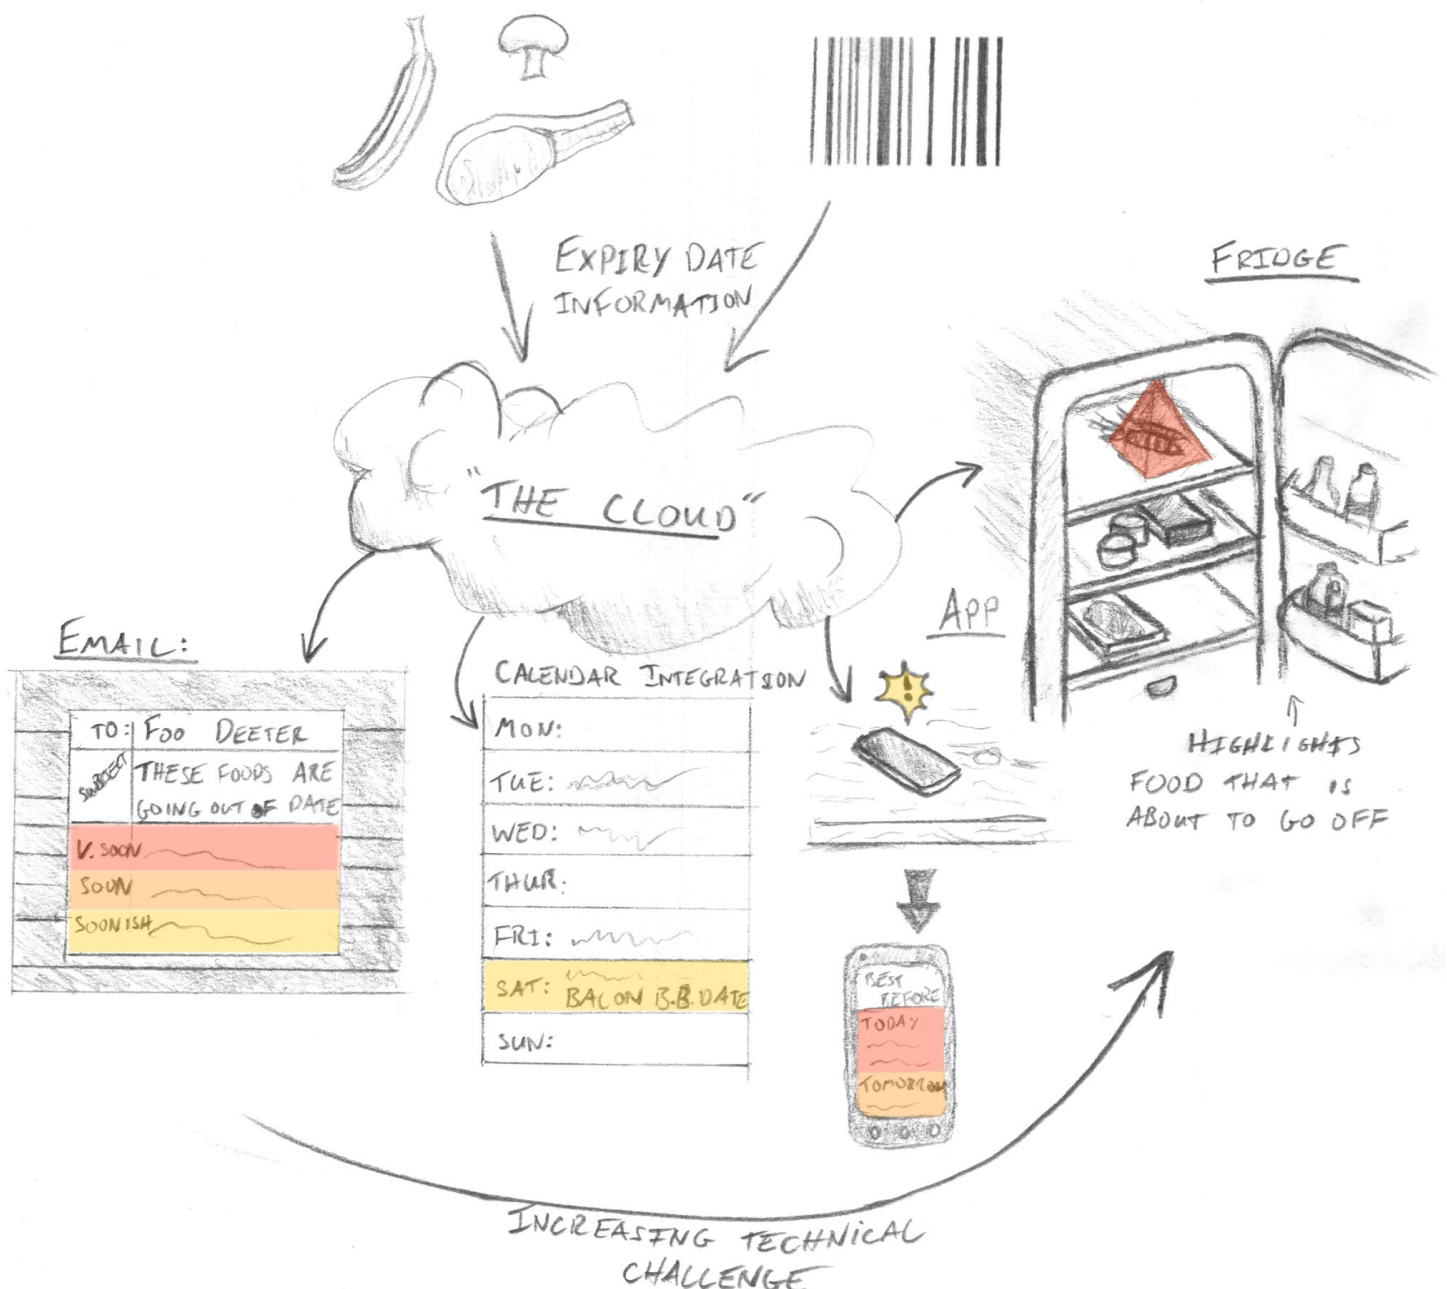 EXPIRY DATE
INFORMATION
FRIDGE
"THE CLOUD"
APP
EMAIL:
TO: FOO DEETER
SUBJECT THESE FOODS ARE
GOING OUT OF DATE
V. SOON
SOON
SOONISH
CALENDAR INTEGRATION
MON:
TUE:
WED:
THUR:
FRI:
SAT: BACON B.B. DATE
SUN:
!
HIGHLIGHTS
FOOD THAT IS
ABOUT TO GO OFF
BEST
BEFORE
TODAY
TOMORROW
INCREASING TECHNICAL
CHALLENGE